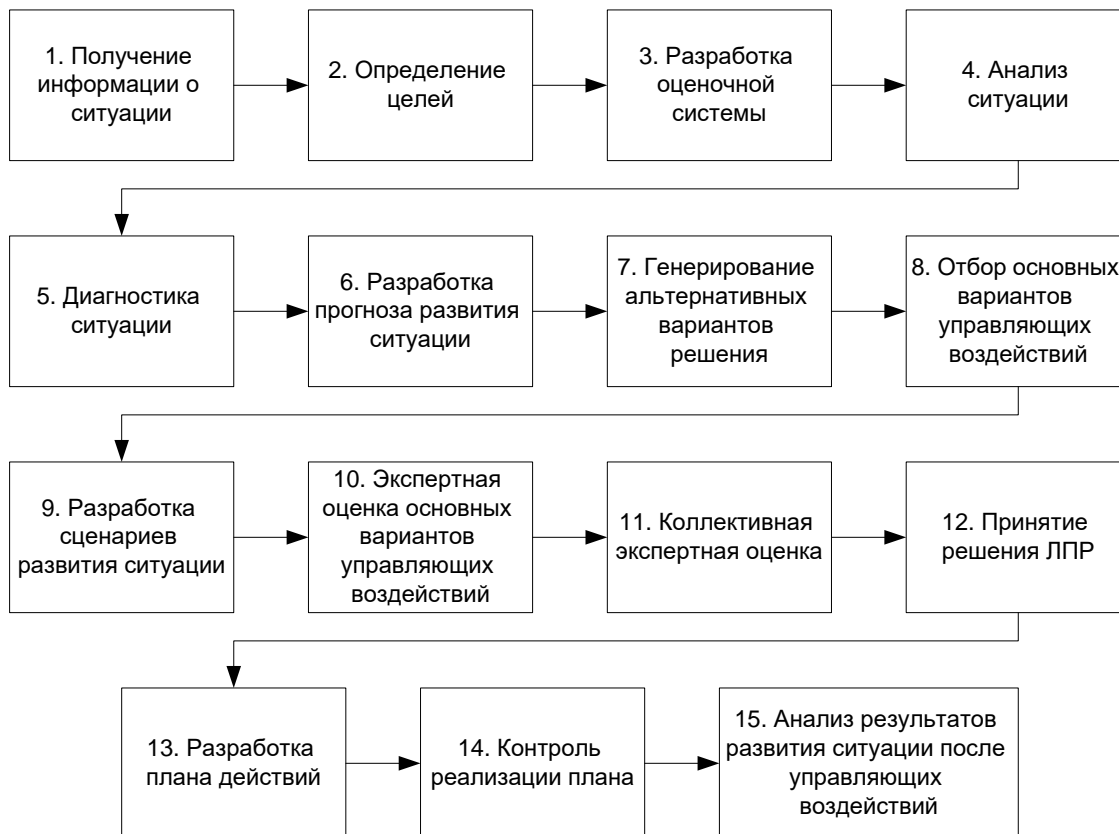 1. Получение
информации о
ситуации
2. Определение
целей
3. Разработка
оценочной
системы
4. Анализ
ситуации
5. Диагностика
ситуации
6. Разработка
прогноза развития
ситуации
7. Генерирование
альтернативных
вариантов
решения
8. Отбор основных
вариантов
управляющих
воздействий
9. Разработка
сценариев
развития ситуации
10. Экспертная
оценка основных
вариантов
управляющих
воздействий
11. Коллективная
экспертная оценка
12. Принятие
решения ЛПР
13. Разработка
плана действий
14. Контроль
реализации плана
15. Анализ результатов
развития ситуации после
управляющих
воздействий